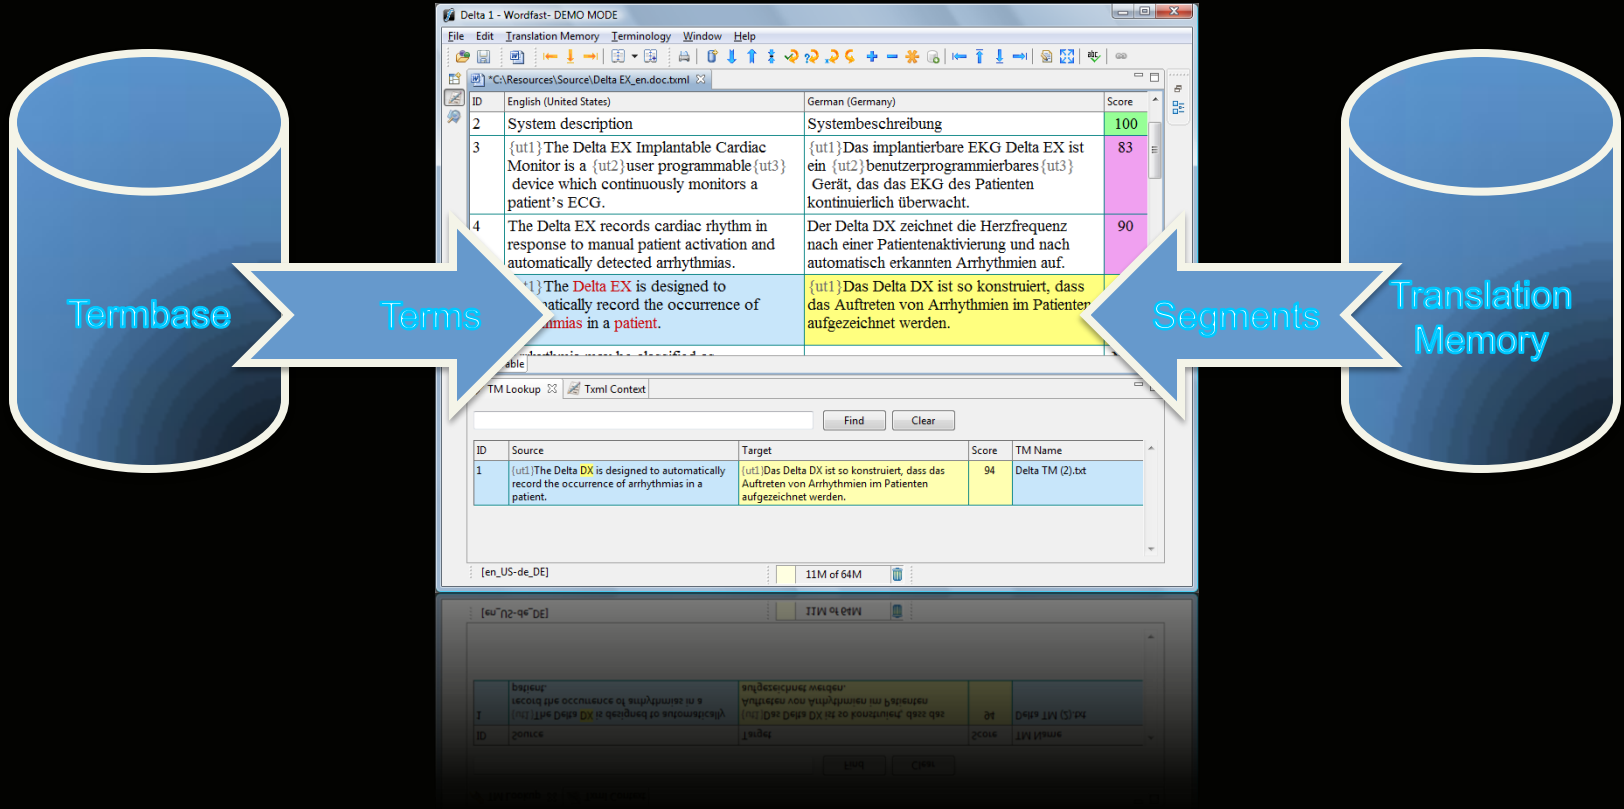 Delta 1 - Wordfast- DEMO MODE
File Edit Translation Memory Terminology Window Help
*C:\Resources\Source\Delta EX_en.doc.txml
ID English (United States) German (Germany) Score
2 System description Systembeschreibung 100
3 {ut1}The Delta EX Implantable Cardiac {ut1}Das implantierbare EKG Delta EX ist 83
Monitor is a {ut2}user programmable{ut3} ein {ut2}benutzerprogrammierbares{ut3}
device which continuously monitors a Gerät, das das EKG des Patienten
patient's ECG. kontinuierlich überwacht.
4 The Delta EX records cardiac rhythm in Der Delta DX zeichnet die Herzfrequenz 90
response to manual patient activation and nach einer Patientenaktivierung und nach
automatically detected arrhythmias. automatisch erkannten Arrhythmien auf.
The Delta EX is designed to {ut1}Das Delta DX ist so konstruiert, dass
record the occurrence of das Auftreten von Arrhythmien im Patienten
in a patient. aufgezeichnet werden.
Termbase
Terms
Segments
Translation
Memory
TM Lookup Txml Context
Find Clear
ID Source Target Score TM Name
1 {ut1}The Delta DX is designed to automatically {ut1}Das Delta DX ist so konstruiert, dass das 94 Delta TM (2).txt
record the occurrence of arrhythmias in a Auftreten von Arrhythmien im Patienten
patient. aufgezeichnet werden.
[en_US-de_DE] 11M of 64M